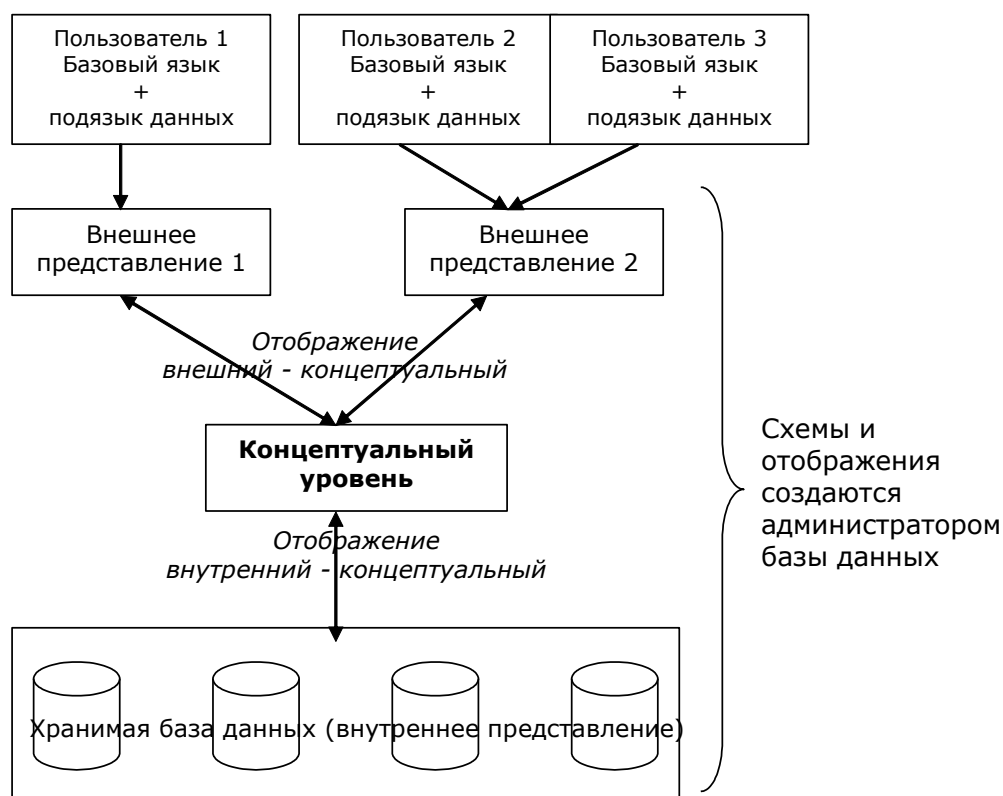 Пользователь 1
Базовый язык
+
подязык данных
Пользователь 2
Базовый язык
+
подязык данных
Пользователь 3
Базовый язык
+
подязык данных
Внешнее
представление 1
Внешнее
представление 2
Отображение
внешний - концептуальный
Концептуальный
уровень
Отображение
внутренний - концептуальный
Хранимая база данных (внутреннее представление)
Схемы и
отображения
создаются
администратором
базы данных